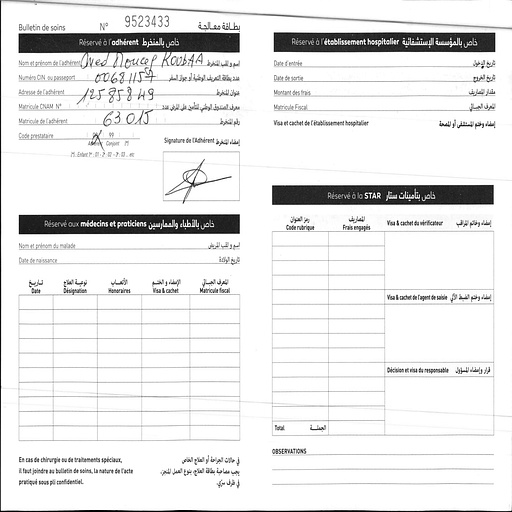 Bulletin de soins N° 9523433 بطاقة معالجة
Réservé à l'adhérent خاص بالمنخرط
Nom et prénom de l'adhérent إسم و لقب المنخرط
Numéro CIN ou passeport 00681157 عدد بطاقة التعريف الوطنية أو جواز السفر
Adresse de l'adhérent 12585849 عنوان المنخرط
Matricule CNAM N° معرف الصندوق الوطني للتأمين على المرض عدد
Matricule de l'adhérent 63015 رقم المنخرط
Code prestataire 99
Conjoint
Signature de l'Adhérent إمضاء المنخرط
Réservé aux médecins et praticiens خاص بالأطباء والممارسين
Nom et prénom du malade إسم و لقب المريض
Date de naissance تاريخ الولادة
تاريخ نوعية العلاج الأتعاب الإمضاء و الختم المعرف الجبائي
Date Désignation Honoraires Visa & cachet Matricule fiscal
En cas de chirurgie ou de traitements spéciaux,
il faut joindre au bulletin de soins, la nature de l'acte
pratiqué sous pli confidentiel.
في حالات الجراحة أو العلاج الخاص
يجب مصاحبة بطاقة العلاج، بنوع العمل المنجز،
في ظرف سري.
Réservé à l'établissement hospitalier خاص بالمؤسسة الإستشفائية
Date d'entrée تاريخ الدخول
Date de sortie تاريخ الخروج
Montant des frais مقدار المصاريف
Matricule Fiscal المعرف الجبائي
Visa et cachet de l'établissement hospitalier إمضاء وختم المستشفى أو المصحة
Réservé à la STAR خاص بتأمينات ستار
رمز العنوان المصاريف
Code rubrique Frais engagés
Visa & cachet du vérificateur إمضاء وخاتم المراقب
Visa & cachet de l'agent de saisie إمضاء وختم الضبط الآلي
Décision et visa du responsable قرار وإمضاء المسؤول
Total الجملة
OBSERVATIONS